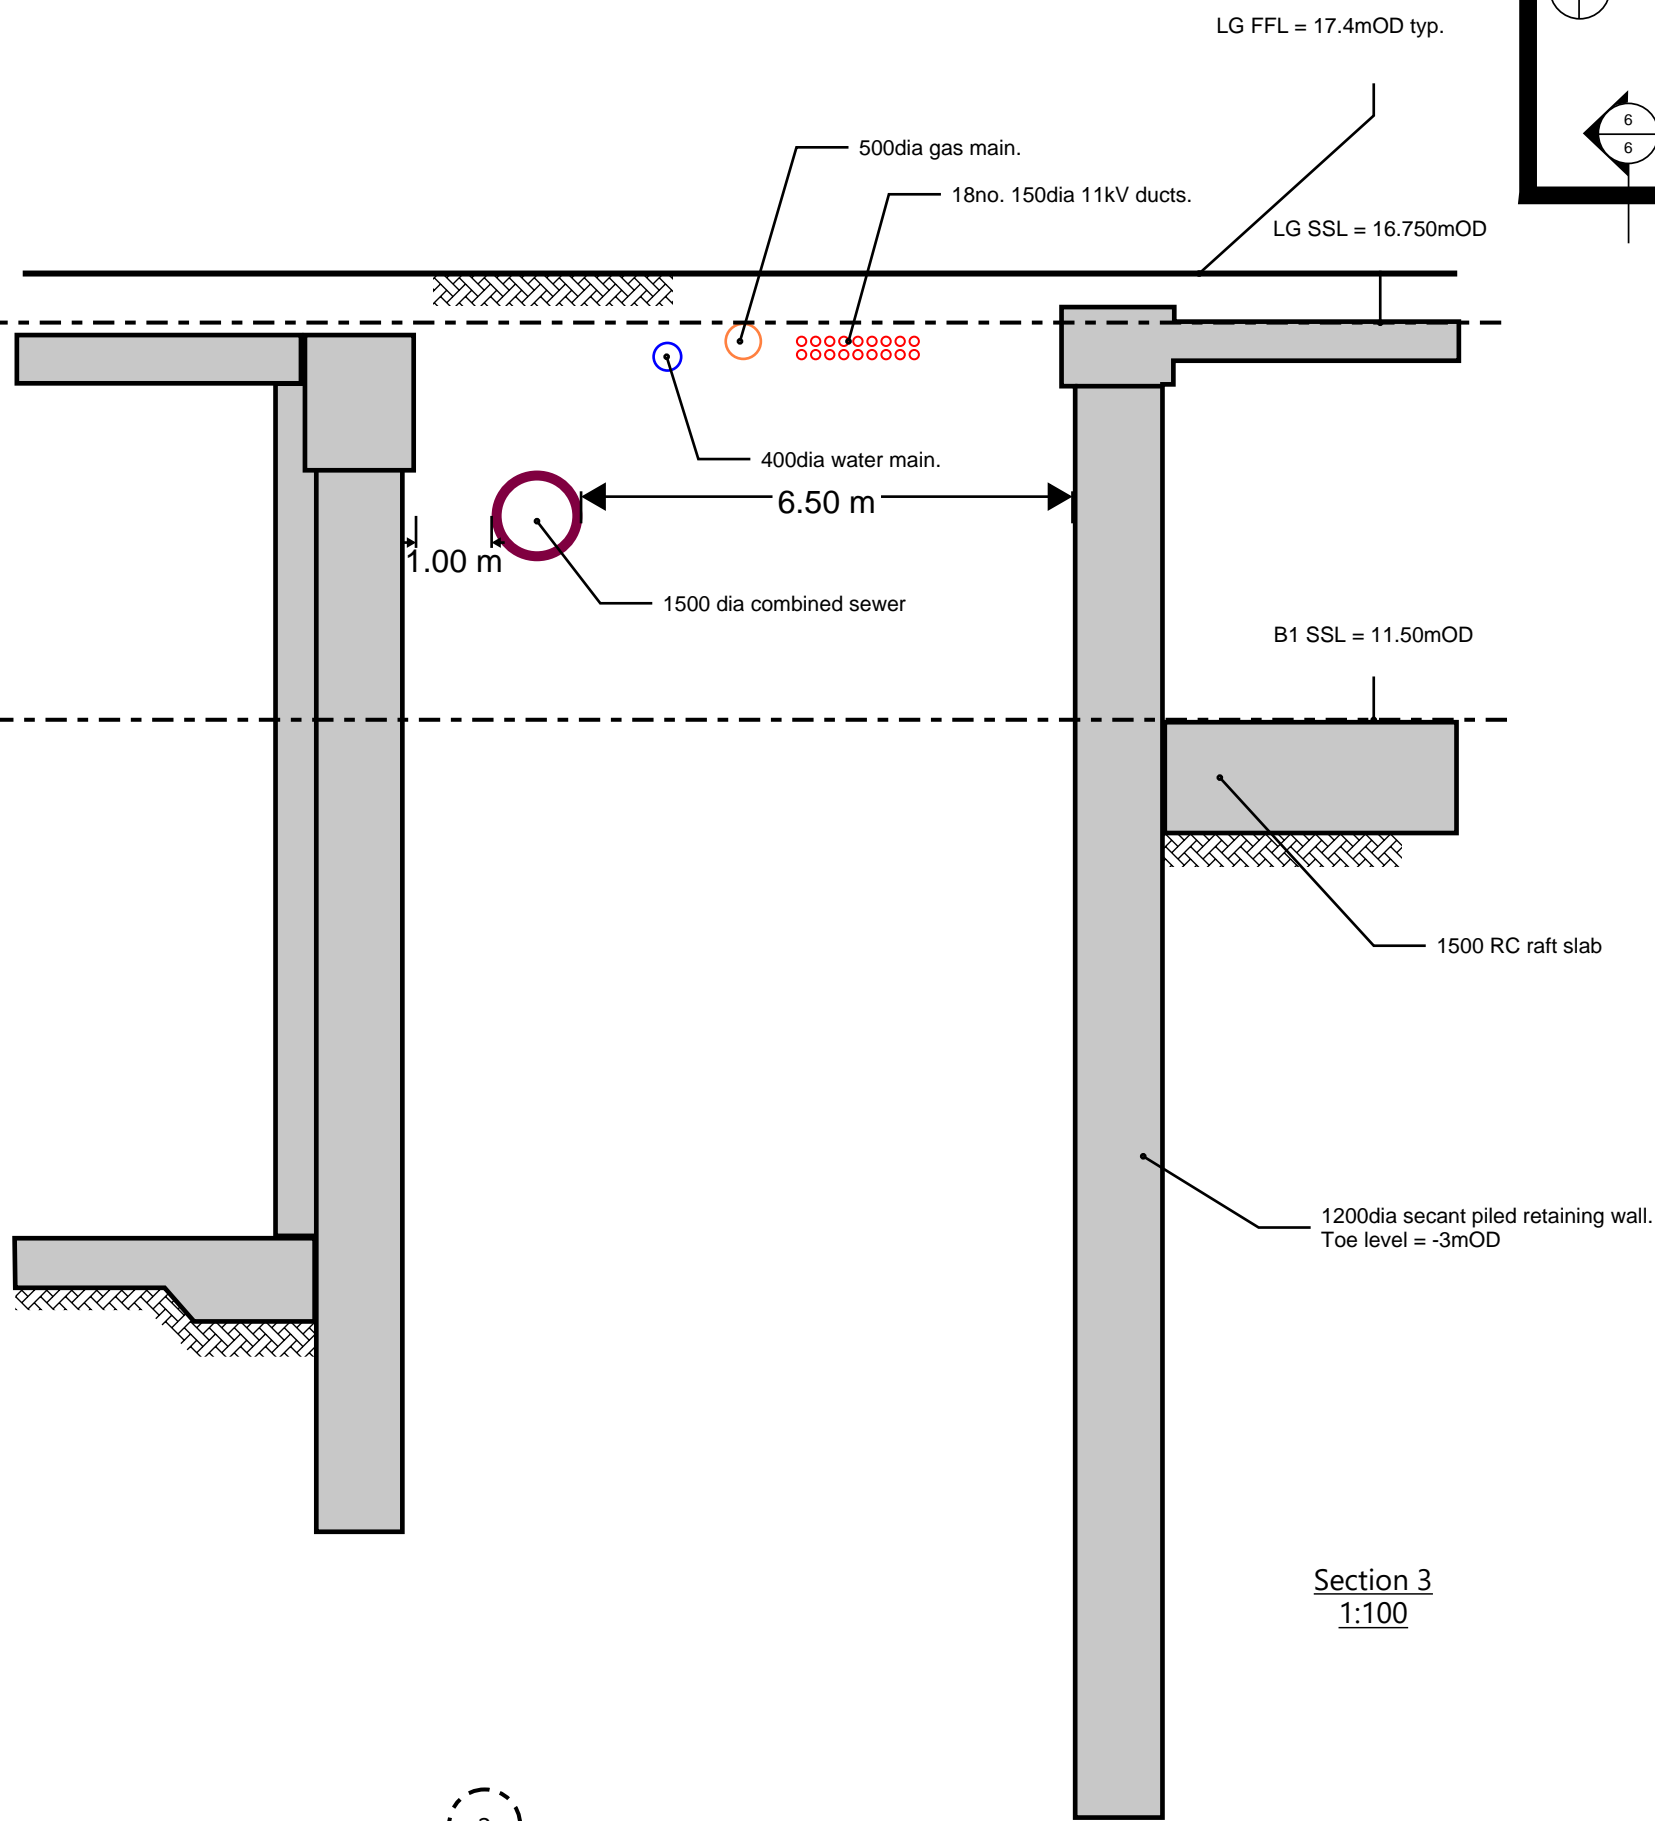 LG FFL = 17.4mOD typ.
6
6
500dia gas main.
18no. 150dia 11kV ducts.
LG SSL = 16.750mOD
400dia water main.
6.50 m
1.00 m
1500 dia combined sewer
B1 SSL = 11.50mOD
1500 RC raft slab
1200dia secant piled retaining wall.
Toe level = -3mOD
Section 3
1:100